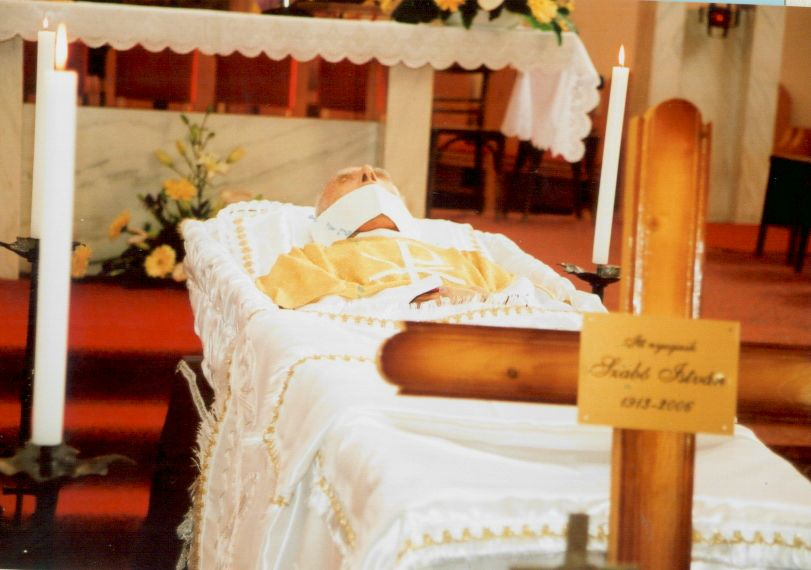 Itt nyugszik
Szabó István
1913-2006